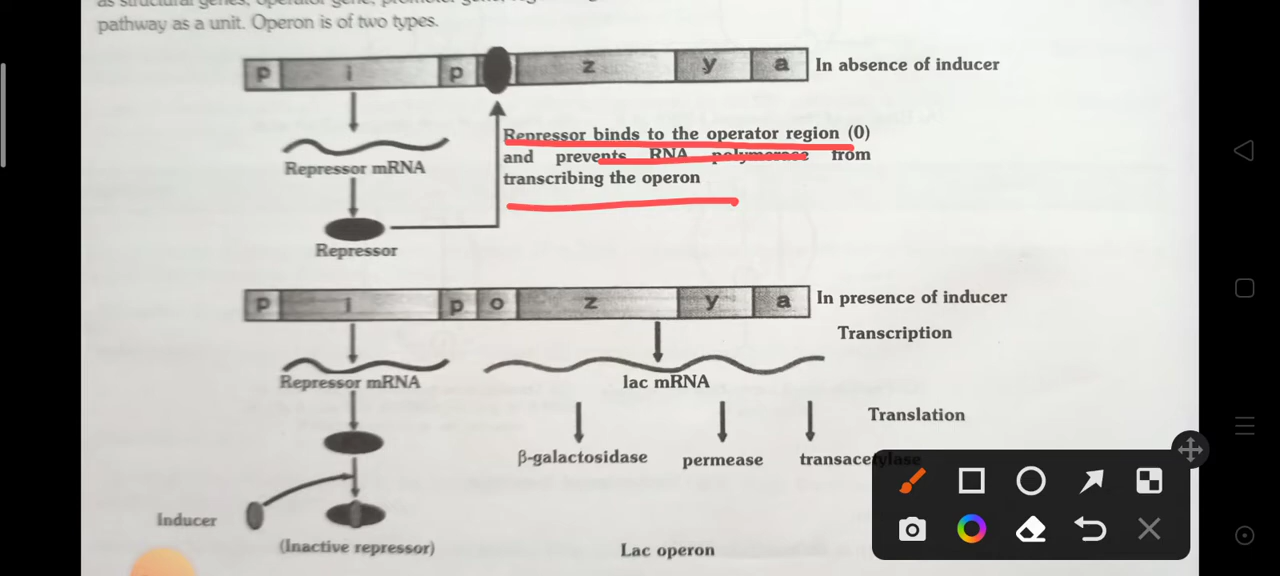 pathway as a unit. Operon is of two types.
p i p z y a In absence of inducer
Repressor binds to the operator region (0)
and prevents RNA polymerase from
transcribing the operon
Repressor mRNA
Repressor
p i p o z y a In presence of inducer
Transcription
Repressor mRNA
lac mRNA
Translation
β-galactosidase permease transacetylase
Inducer
(Inactive repressor)
Lac operon